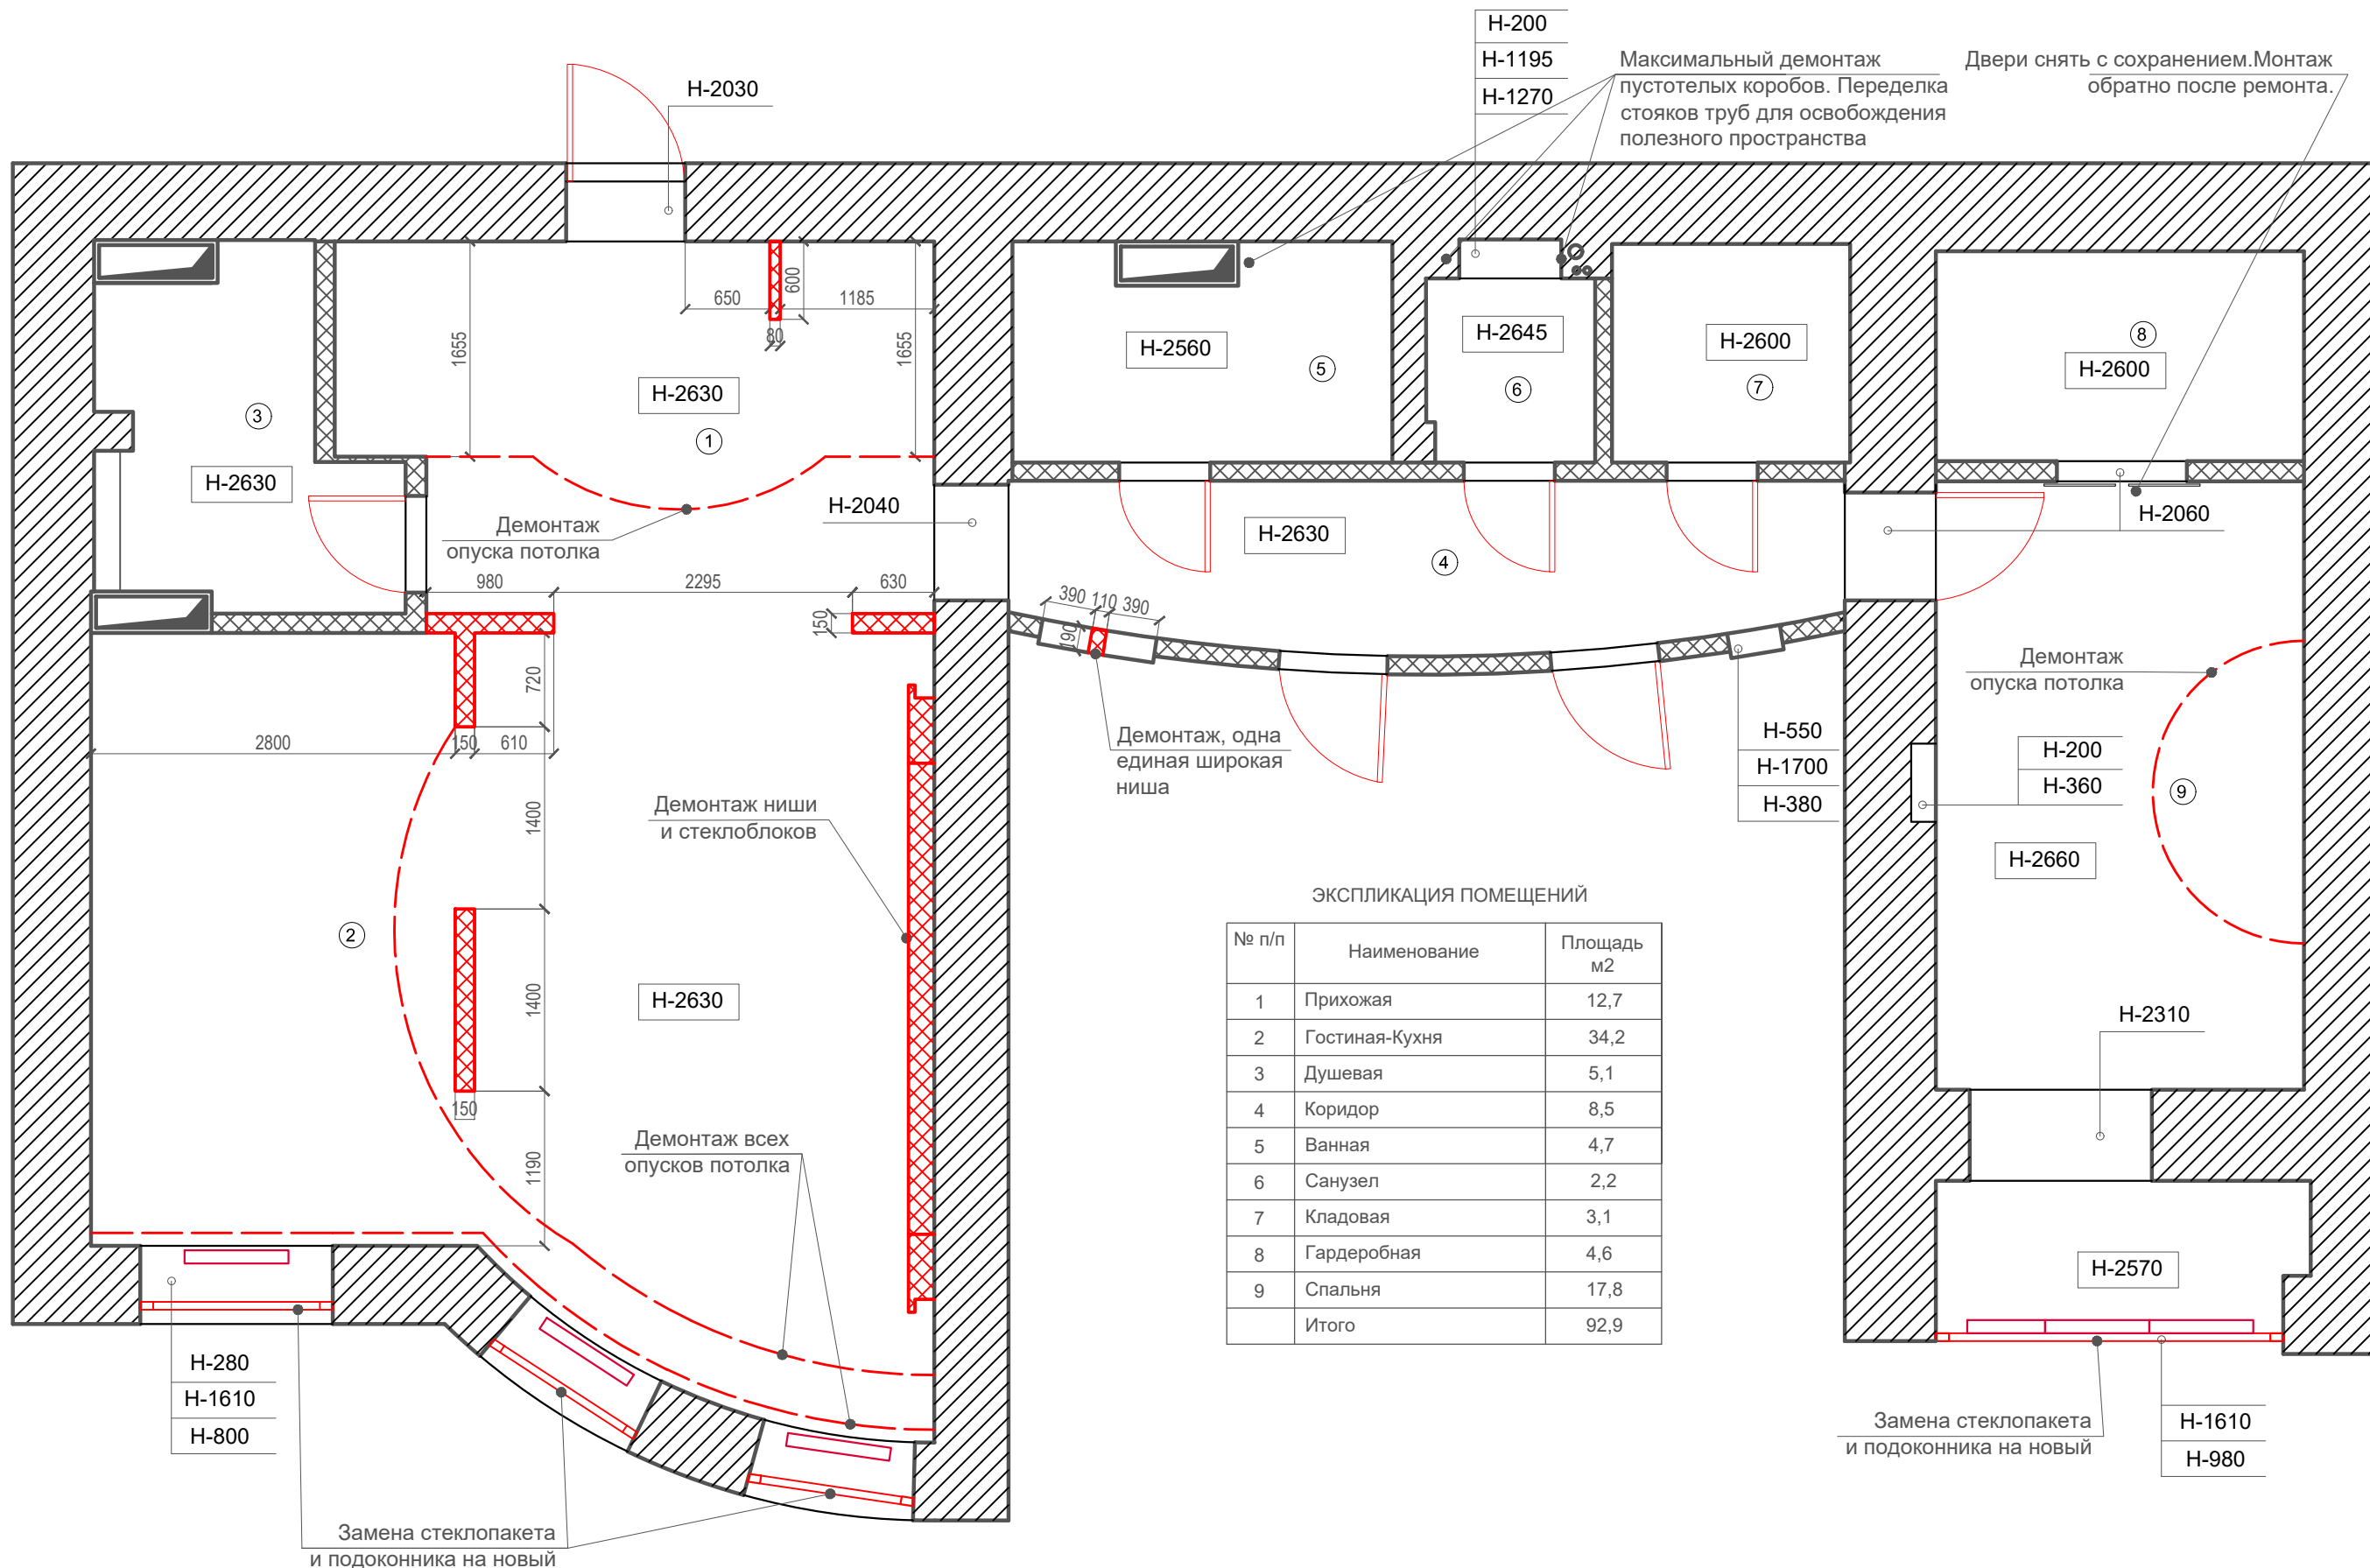 H-200
H-1195
H-1270
Максимальный демонтаж
пустотелых коробов. Переделка
стояков труб для освобождения
полезного пространства
Двери снять с сохранением.Монтаж
обратно после ремонта.
H-2030
650
600
1185
80
1655
1655
H-2630
1
3
H-2630
H-2560
5
H-2645
6
H-2600
7
8
H-2600
Демонтаж
опуска потолка
H-2040
H-2630
4
H-2060
980
2295
630
150
390
110
390
190
720
2800
150
610
1400
Демонтаж, одна
единая широкая
ниша
H-550
H-1700
H-380
Демонтаж
опуска потолка
H-200
H-360
9
H-2660
Демонтаж ниши
и стеклоблоков
2
1400
H-2630
150
1190
Демонтаж всех
опусков потолка
ЭКСПЛИКАЦИЯ ПОМЕЩЕНИЙ
№ п/п Наименование Площадь
м2
1 Прихожая 12,7
2 Гостиная-Кухня 34,2
3 Душевая 5,1
4 Коридор 8,5
5 Ванная 4,7
6 Санузел 2,2
7 Кладовая 3,1
8 Гардеробная 4,6
9 Спальня 17,8
Итого 92,9
H-2310
H-2570
H-280
H-1610
H-800
Замена стеклопакета
и подоконника на новый
H-1610
H-980
Замена стеклопакета
и подоконника на новый